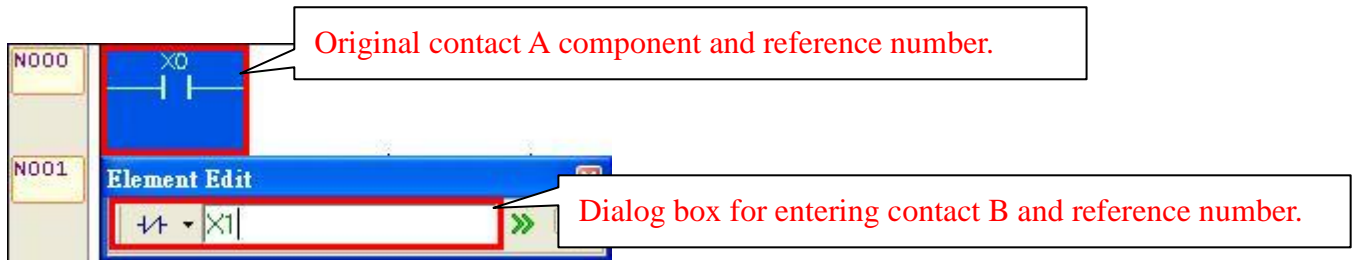 Original contact A component and reference number.
N000
X0
N001
Element Edit
X1
Dialog box for entering contact B and reference number.